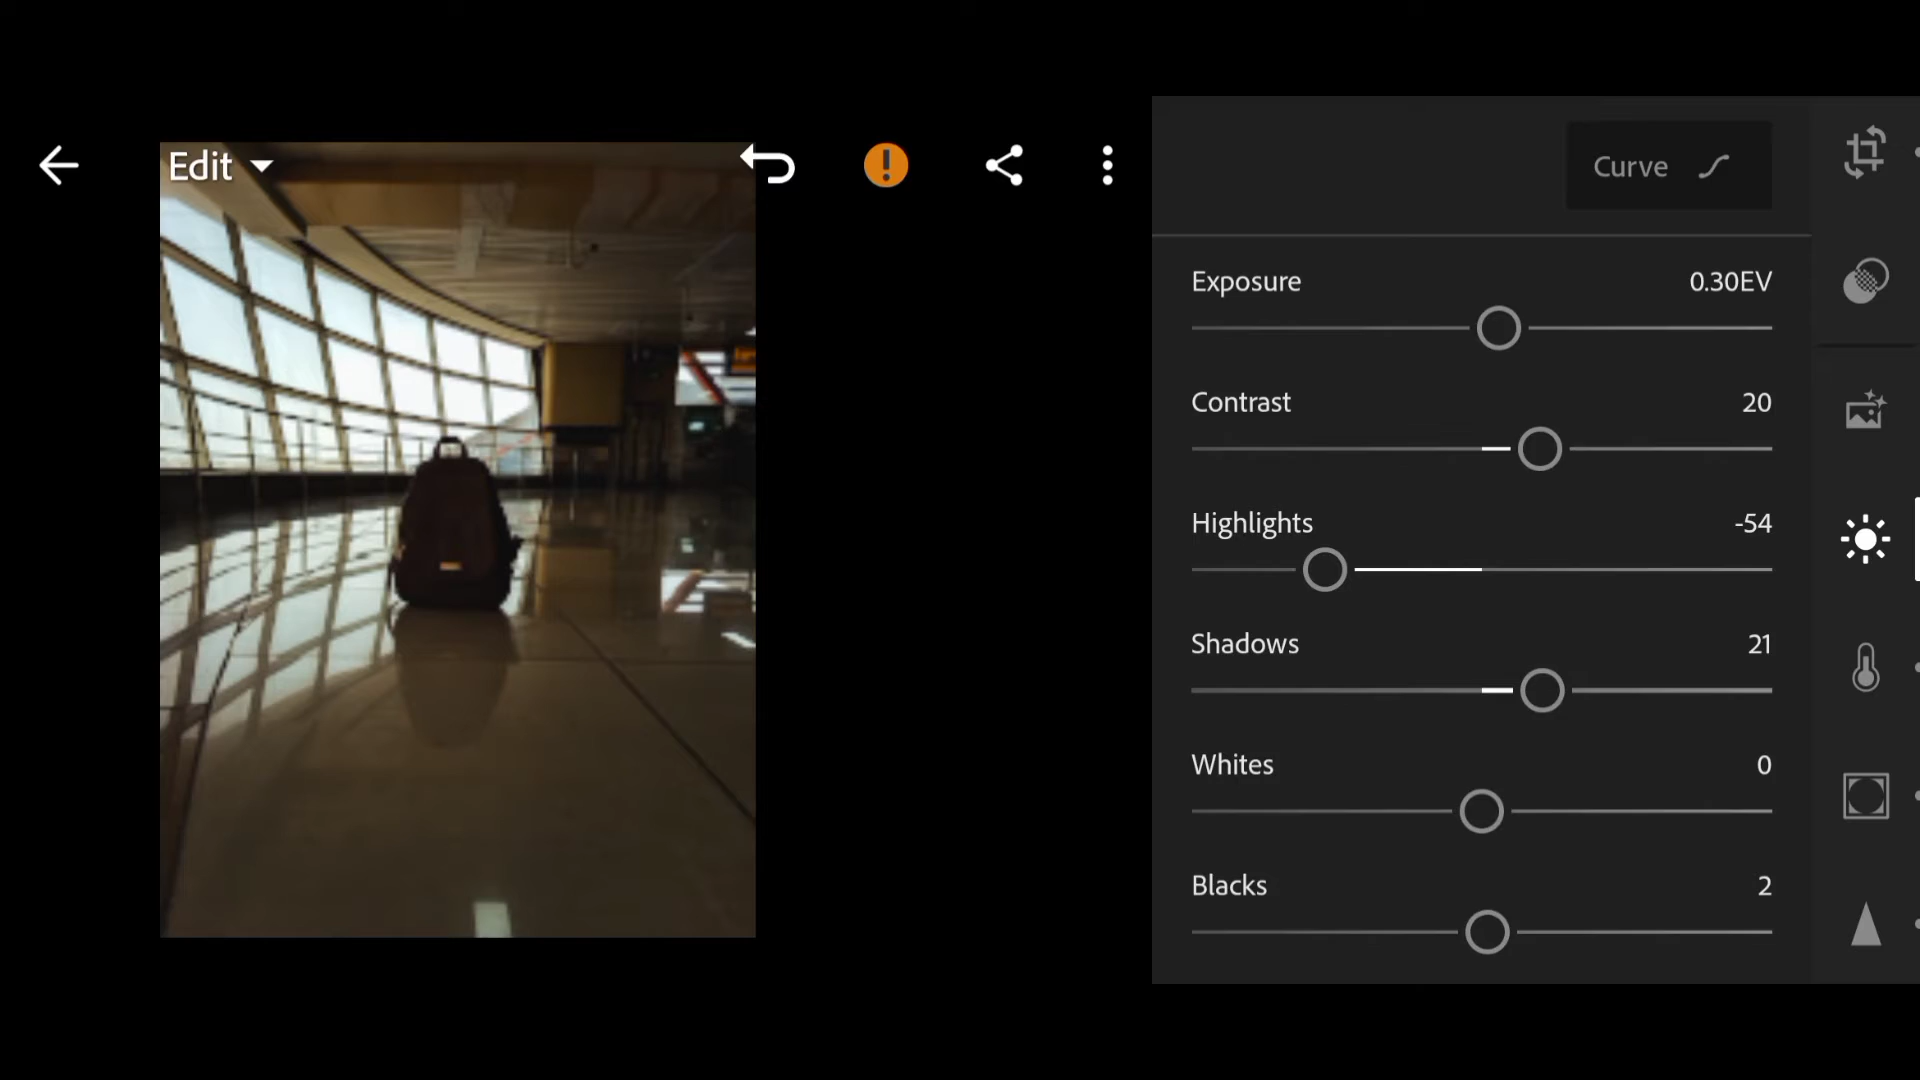 Edit
Curve
Exposure 0.30EV
Contrast 20
Highlights -54
Shadows 21
Whites 0
Blacks 2